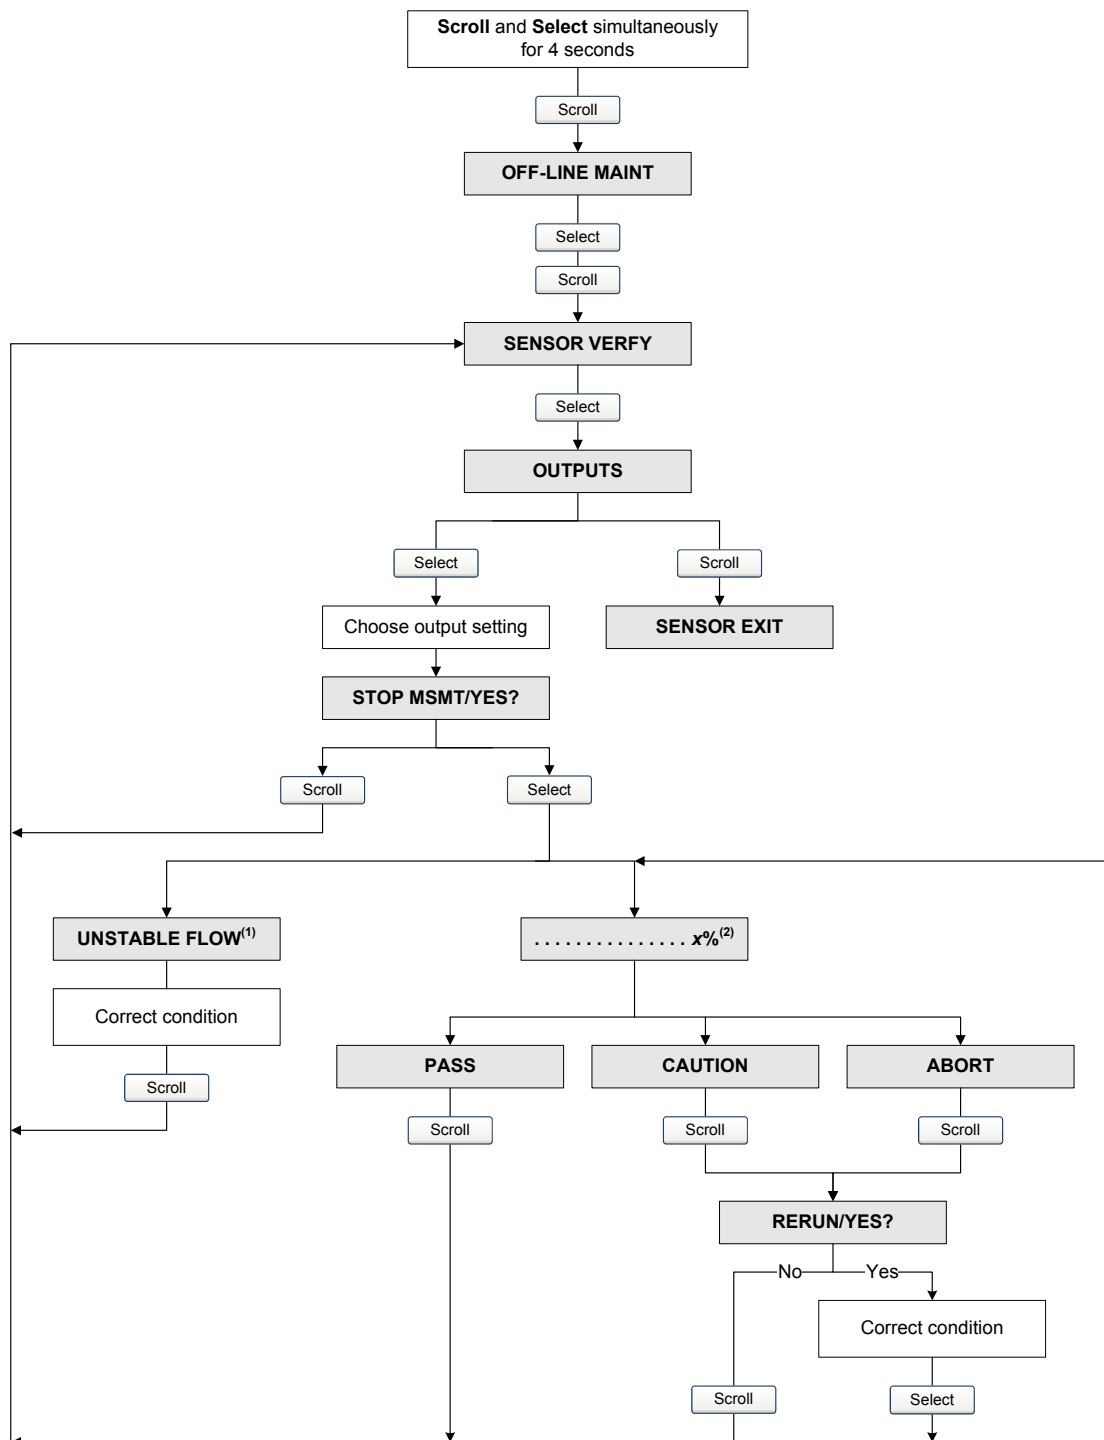 Scroll and Select simultaneously
for 4 seconds
Scroll
OFF-LINE MAINT
Select
Scroll
SENSOR VERFY
Select
OUTPUTS
Select
Scroll
Choose output setting
SENSOR EXIT
STOP MSMT/YES?
Scroll
Select
UNSTABLE FLOW(1)
. . . . . . . . . . . . . . . x%(2)
Correct condition
PASS
CAUTION
ABORT
Scroll
Scroll
Scroll
Scroll
RERUN/YES?
No
Yes
Correct condition
Scroll
Select